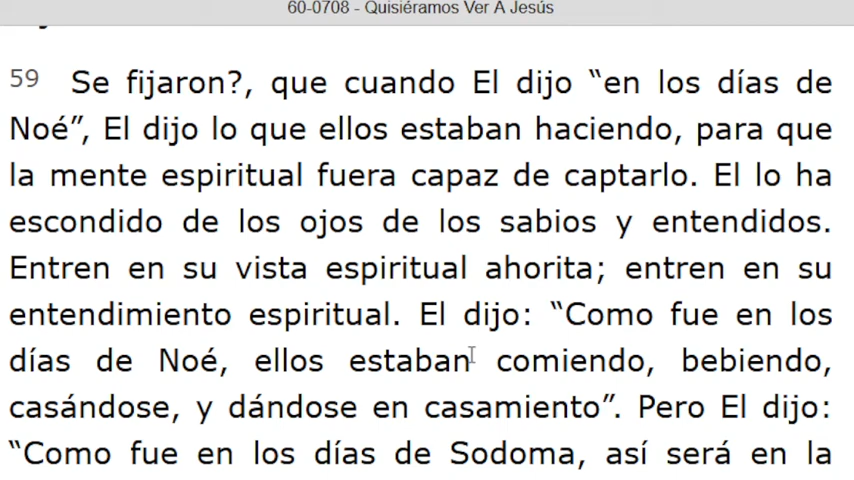 60-0708 - Quisiéramos Ver A Jesús
59 Se fijaron?, que cuando El dijo “en los días de
Noé”, El dijo lo que ellos estaban haciendo, para que
la mente espiritual fuera capaz de captarlo. El lo ha
escondido de los ojos de los sabios y entendidos.
Entren en su vista espiritual ahorita; entren en su
entendimiento espiritual. El dijo: “Como fue en los
días de Noé, ellos estaban comiendo, bebiendo,
casándose, y dándose en casamiento”. Pero El dijo:
“Como fue en los días de Sodoma, así será en la